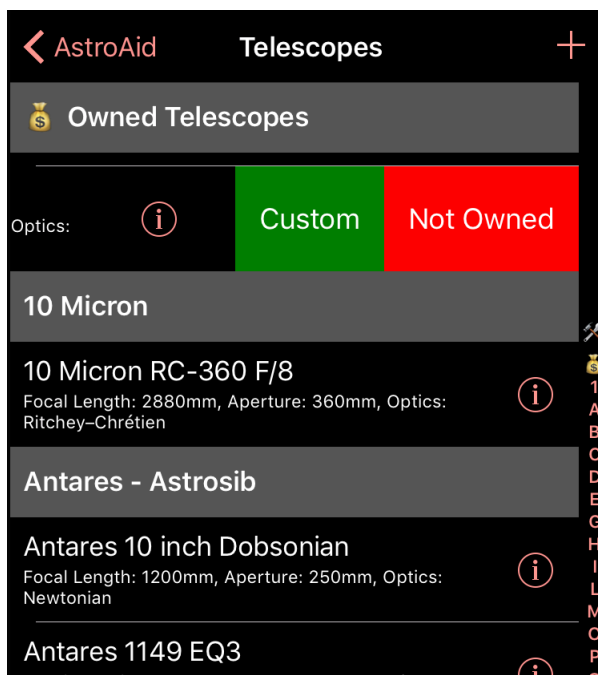 AstroAid
Telescopes
Owned Telescopes
Optics:
Custom
Not Owned
10 Micron
10 Micron RC-360 F/8
Focal Length: 2880mm, Aperture: 360mm, Optics:
Ritchey–Chrétien
Antares - Astrosib
Antares 10 inch Dobsonian
Focal Length: 1200mm, Aperture: 250mm, Optics:
Newtonian
Antares 1149 EQ3
1
A
B
C
D
E
G
H
I
L
M
O
P